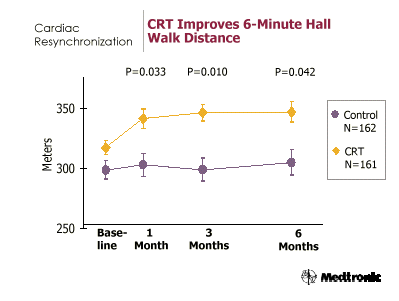 Cardiac
Resynchronization
CRT Improves 6-Minute Hall
Walk Distance
P=0.033
P=0.010
P=0.042
350
300
250
Meters
Control
N=162
CRT
N=161
Base-
line
1
Month
3
Months
6
Months
Medtronic